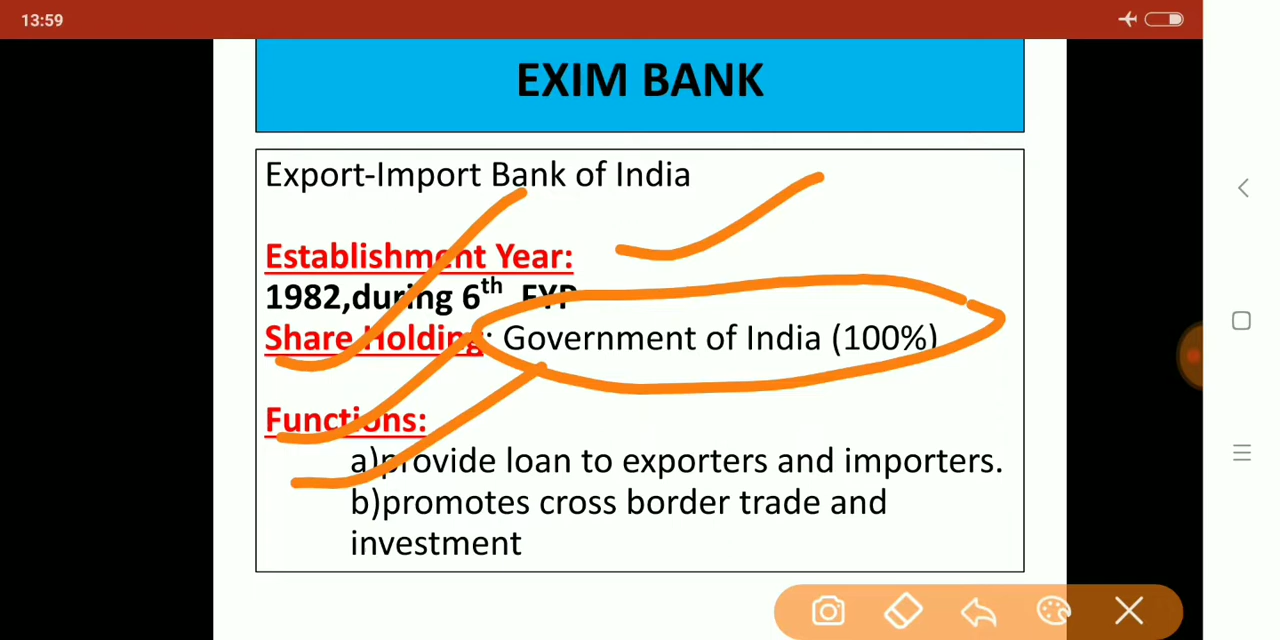 13:59
EXIM BANK
Export-Import Bank of India
Establishment Year:
1982,during 6th FYP
Share Holding: Government of India (100%)
Functions:
a)provide loan to exporters and importers.
b)promotes cross border trade and
investment